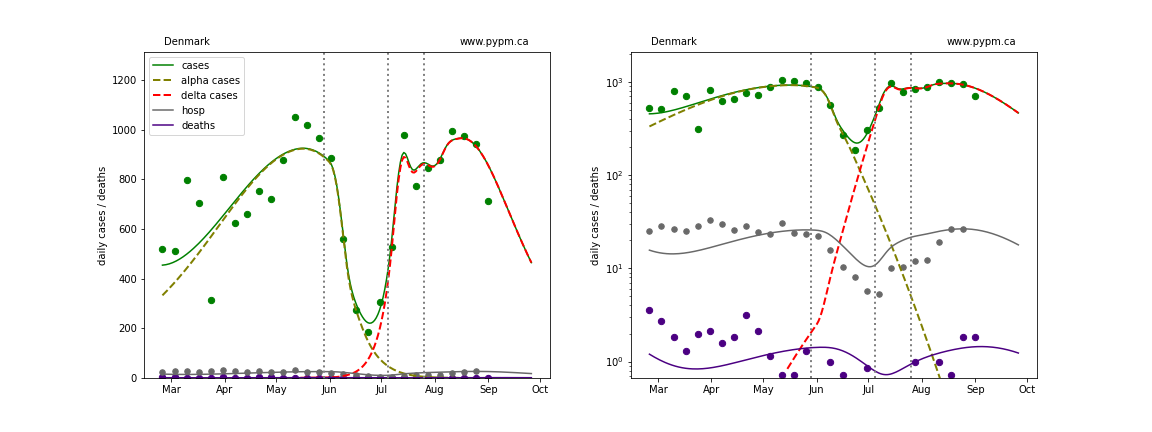 Denmark
www.pypm.ca
cases
alpha cases
delta cases
hosp
deaths
daily cases / deaths
1200
1000
800
600
400
200
0
Mar Apr May Jun Jul Aug Sep Oct
Denmark
www.pypm.ca
daily cases / deaths
10³
10²
10¹
10⁰
Mar Apr May Jun Jul Aug Sep Oct